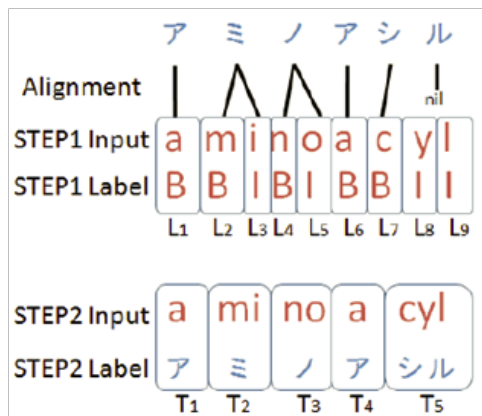 ア ミ ノ ア シ ル
Alignment nil
STEP1 Input a m i n o a c y l
STEP1 Label B B I B I B B I I
L1 L2 L3 L4 L5 L6 L7 L8 L9
STEP2 Input a mi no a cyl
STEP2 Label ア ミ ノ ア シル
T1 T2 T3 T4 T5